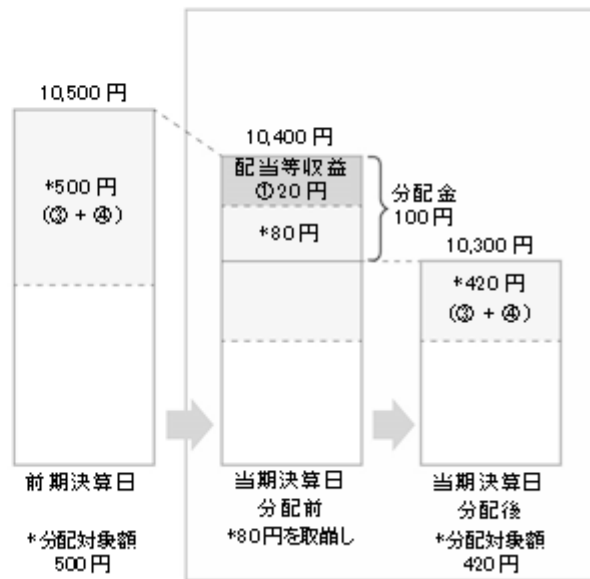 10,500円
*500円
(③+④)
前期決算日
*分配対象額
500円
10,400円
配当等収益
①20円
*80円
分配金
100円
当期決算日
分配前
*80円を取崩し
10,300円
*420円
(③+④)
当期決算日
分配後
*分配対象額
420円